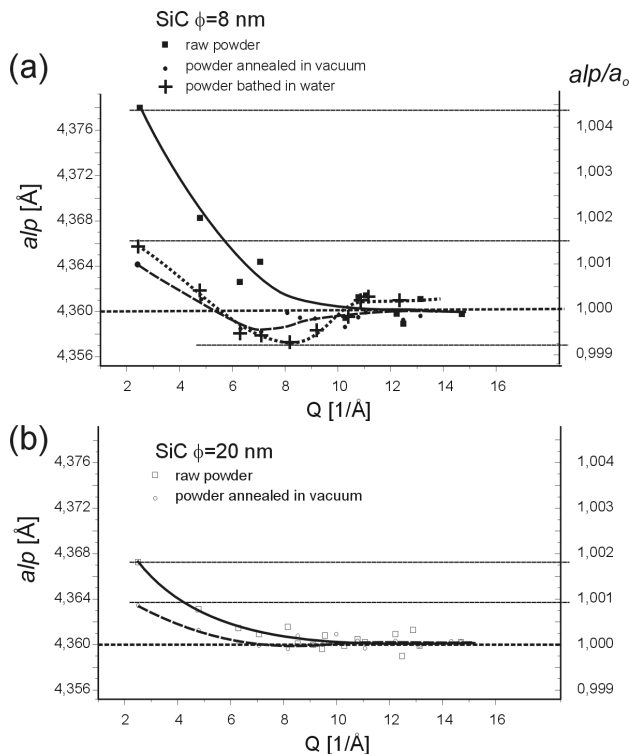 SiC ϕ=8 nm
(a)
raw powder
powder annealed in vacuum
powder bathed in water
alp/aₒ
alp [Å]
4,376
4,372
4,368
4,364
4,360
4,356
1,004
1,003
1,002
1,001
1,000
0,999
2 4 6 8 10 12 14 16
Q [1/Å]
(b)
SiC ϕ=20 nm
raw powder
powder annealed in vacuum
alp [Å]
4,376
4,372
4,368
4,364
4,360
4,356
1,004
1,003
1,002
1,001
1,000
0,999
2 4 6 8 10 12 14 16
Q [1/Å]